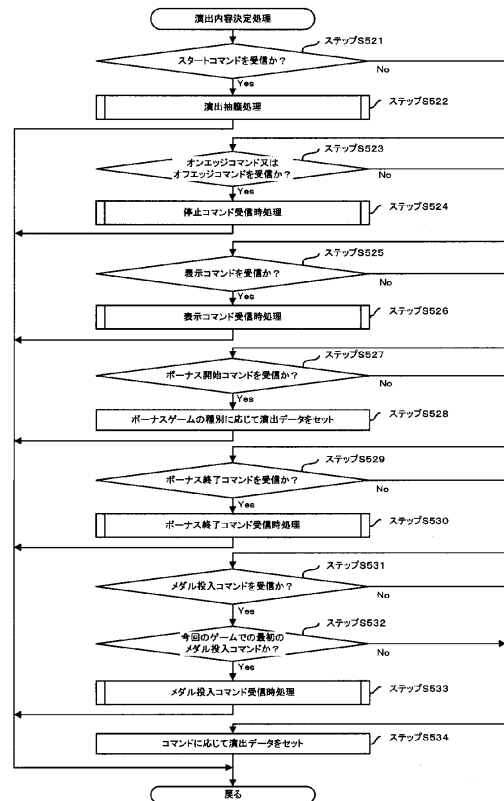 演出内容決定処理
ステップS521
スタートコマンドを受信か?
No
Yes
演出抽籤処理
ステップS522
ステップS523
オンエッジコマンド又は
オフエッジコマンドを受信か?
No
Yes
停止コマンド受信時処理
ステップS524
ステップS525
表示コマンドを受信か?
No
Yes
表示コマンド受信時処理
ステップS526
ステップS527
ボーナス開始コマンドを受信か?
No
Yes
ボーナスゲームの種別に応じて演出データをセット
ステップS528
ステップS529
ボーナス終了コマンドを受信か?
No
Yes
ボーナス終了コマンド受信時処理
ステップS530
ステップS531
メダル投入コマンドを受信か?
No
Yes
ステップS532
今回のゲームでの最初の
メダル投入コマンドか?
No
Yes
メダル投入コマンド受信時処理
ステップS533
コマンドに応じて演出データをセット
ステップS534
戻る